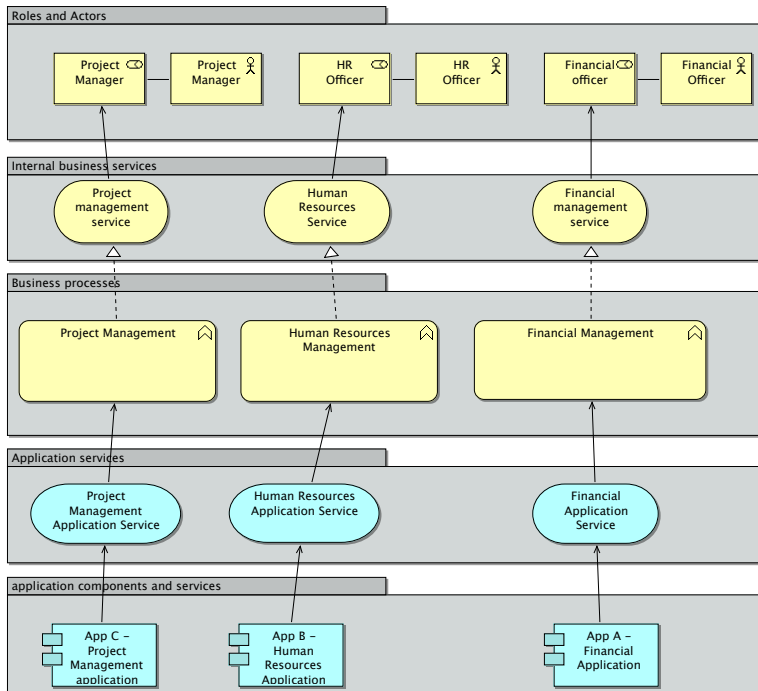 Roles and Actors
Project
Manager
Project
Manager
HR
Officer
HR
Officer
Financial
officer
Financial
Officer
Internal business services
Project
management
service
Human
Resources
Service
Financial
management
service
Business processes
Project Management
Human Resources
Management
Financial Management
Application services
Project
Management
Application Service
Human Resources
Application Service
Financial
Application
Service
application components and services
App C –
Project
Management
application
App B –
Human
Resources
Application
App A –
Financial
Application